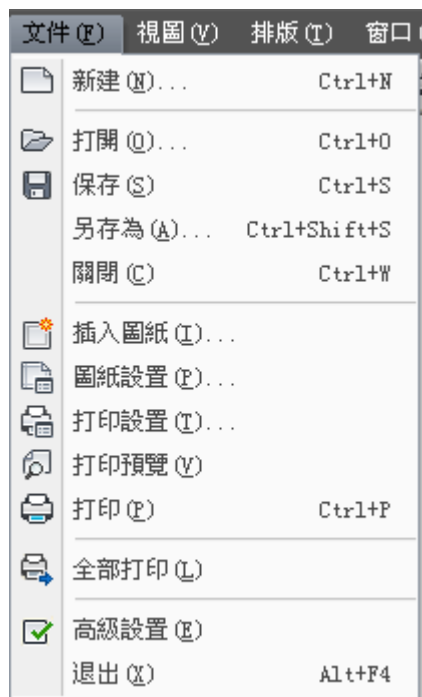 文件(F) 視圖(V) 排版(T) 窗口
新建(N)... Ctrl+N
打開(O)... Ctrl+O
保存(S) Ctrl+S
另存為(A)... Ctrl+Shift+S
關閉(C) Ctrl+W
插入圖紙(I)...
圖紙設置(P)...
打印設置(T)...
打印預覽(V)
打印(P) Ctrl+P
全部打印(L)
高級設置(E)
退出(X) Alt+F4